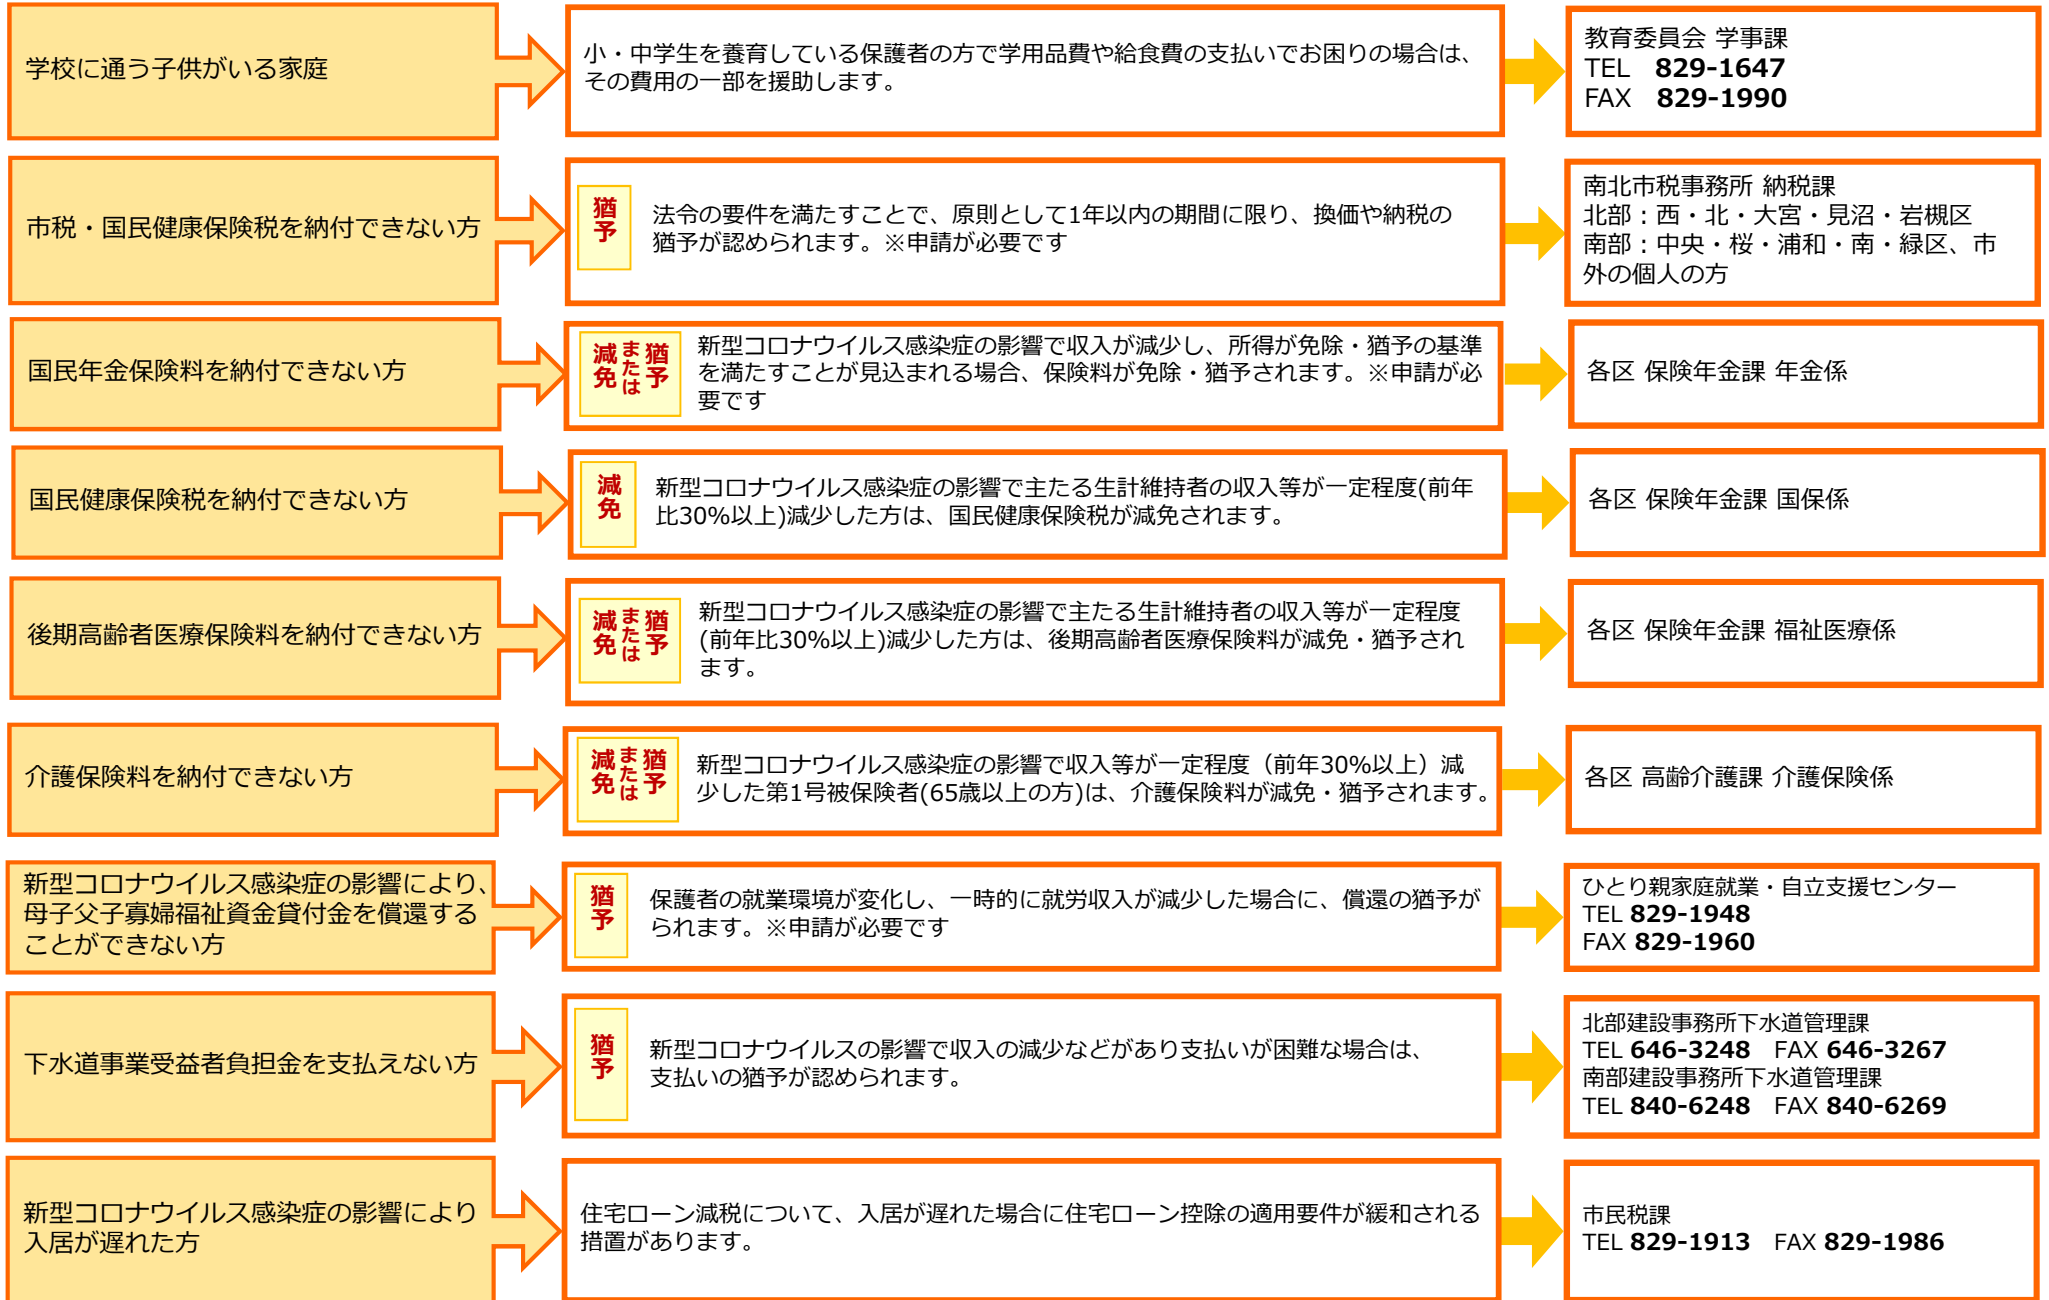 学校に通う子供がいる家庭
小・中学生を養育している保護者の方で学用品費や給食費の支払いでお困りの場合は、
その費用の一部を援助します。
教育委員会 学事課
TEL 829-1647
FAX 829-1990
市税・国民健康保険税を納付できない方
猶予
法令の要件を満たすことで、原則として1年以内の期間に限り、換価や納税の
猶予が認められます。※申請が必要です
南北市税事務所 納税課
北部：西・北・大宮・見沼・岩槻区
南部：中央・桜・浦和・南・緑区、市
外の個人の方
国民年金保険料を納付できない方
猶予
または
減免
新型コロナウイルス感染症の影響で収入が減少し、所得が免除・猶予の基準
を満たすことが見込まれる場合、保険料が免除・猶予されます。※申請が必
要です
各区 保険年金課 年金係
国民健康保険税を納付できない方
減免
新型コロナウイルス感染症の影響で主たる生計維持者の収入等が一定程度(前年
比30%以上)減少した方は、国民健康保険税が減免されます。
各区 保険年金課 国保係
後期高齢者医療保険料を納付できない方
猶予
または
減免
新型コロナウイルス感染症の影響で主たる生計維持者の収入等が一定程度
(前年比30%以上)減少した方は、後期高齢者医療保険料が減免・猶予され
ます。
各区 保険年金課 福祉医療係
介護保険料を納付できない方
猶予
または
減免
新型コロナウイルス感染症の影響で収入等が一定程度（前年30%以上）減
少した第1号被保険者(65歳以上の方)は、介護保険料が減免・猶予されます。
各区 高齢介護課 介護保険係
新型コロナウイルス感染症の影響により、
母子父子寡婦福祉資金貸付金を償還する
ことができない方
猶予
保護者の就業環境が変化し、一時的に就労収入が減少した場合に、償還の猶予が
られます。※申請が必要です
ひとり親家庭就業・自立支援センター
TEL 829-1948
FAX 829-1960
下水道事業受益者負担金を支払えない方
猶予
新型コロナウイルスの影響で収入の減少などがあり支払いが困難な場合は、
支払いの猶予が認められます。
北部建設事務所下水道管理課
TEL 646-3248 FAX 646-3267
南部建設事務所下水道管理課
TEL 840-6248 FAX 840-6269
新型コロナウイルス感染症の影響により
入居が遅れた方
住宅ローン減税について、入居が遅れた場合に住宅ローン控除の適用要件が緩和される
措置があります。
市民税課
TEL 829-1913 FAX 829-1986